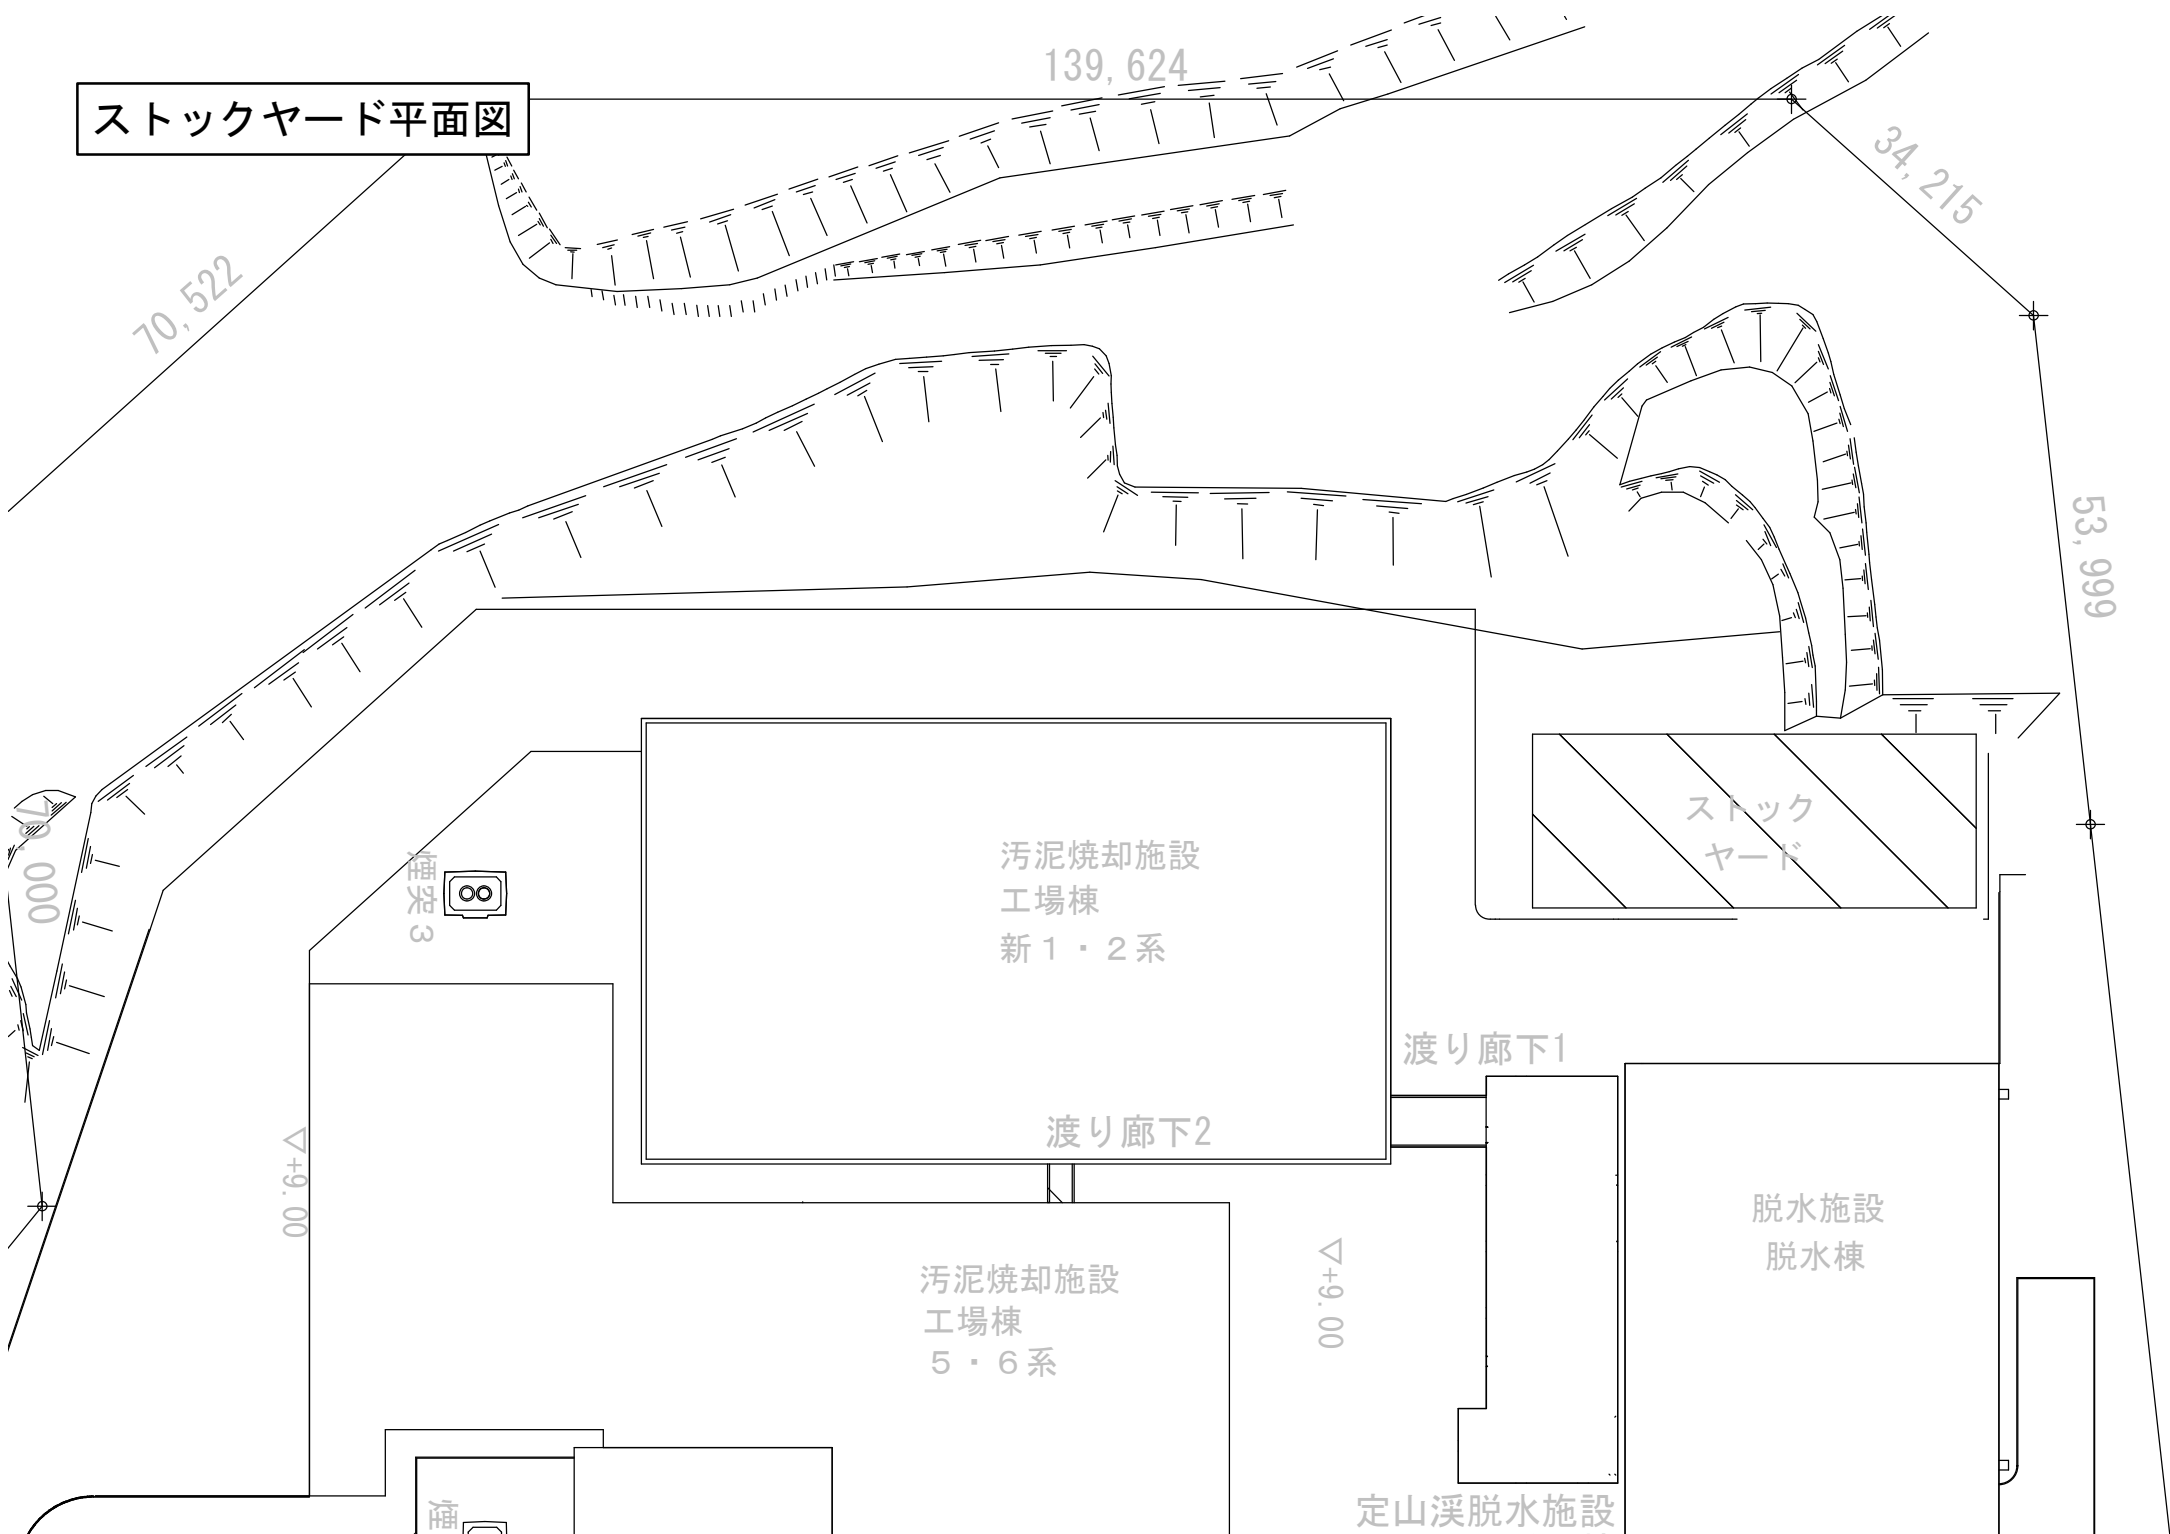 139,624
ストックヤード平面図
34,215
70,522
53,999
70,000
ストック
ヤード
煙突3
汚泥焼却施設
工場棟
新１・２系
渡り廊下1
渡り廊下2
▽+9.00
脱水施設
脱水棟
▽+9.00
汚泥焼却施設
工場棟
５・６系
定山渓脱水施設
煙